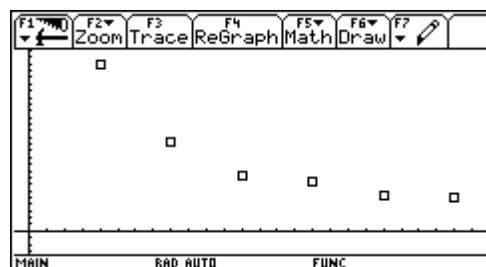 F1 F2 F3 F4 F5 F6 F7
Zoom Trace ReGraph Math Draw
MAIN RAD AUTO FUNC